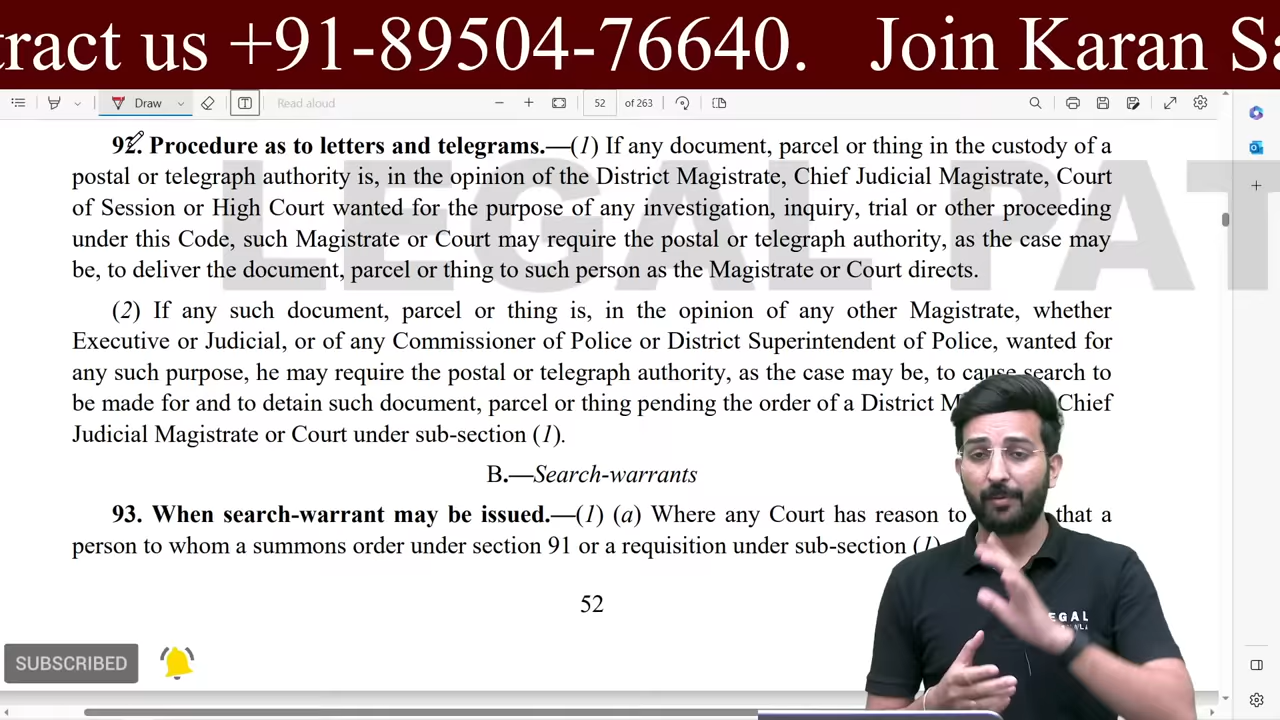 tract us +91-89504-76640. Join Karan Sa
Draw Read aloud 52 of 263
92. Procedure as to letters and telegrams.—(1) If any document, parcel or thing in the custody of a
postal or telegraph authority is, in the opinion of the District Magistrate, Chief Judicial Magistrate, Court
of Session or High Court wanted for the purpose of any investigation, inquiry, trial or other proceeding
under this Code, such Magistrate or Court may require the postal or telegraph authority, as the case may
be, to deliver the document, parcel or thing to such person as the Magistrate or Court directs.
LEGAL PAT
(2) If any such document, parcel or thing is, in the opinion of any other Magistrate, whether
Executive or Judicial, or of any Commissioner of Police or District Superintendent of Police, wanted for
any such purpose, he may require the postal or telegraph authority, as the case may be, to cause search to
be made for and to detain such document, parcel or thing pending the order of a District Chief
Judicial Magistrate or Court under sub-section (1).
B.—Search-warrants
93. When search-warrant may be issued.—(1) (a) Where any Court has reason to that a
person to whom a summons order under section 91 or a requisition under sub-section (1)
52
EGAL
SUBSCRIBED